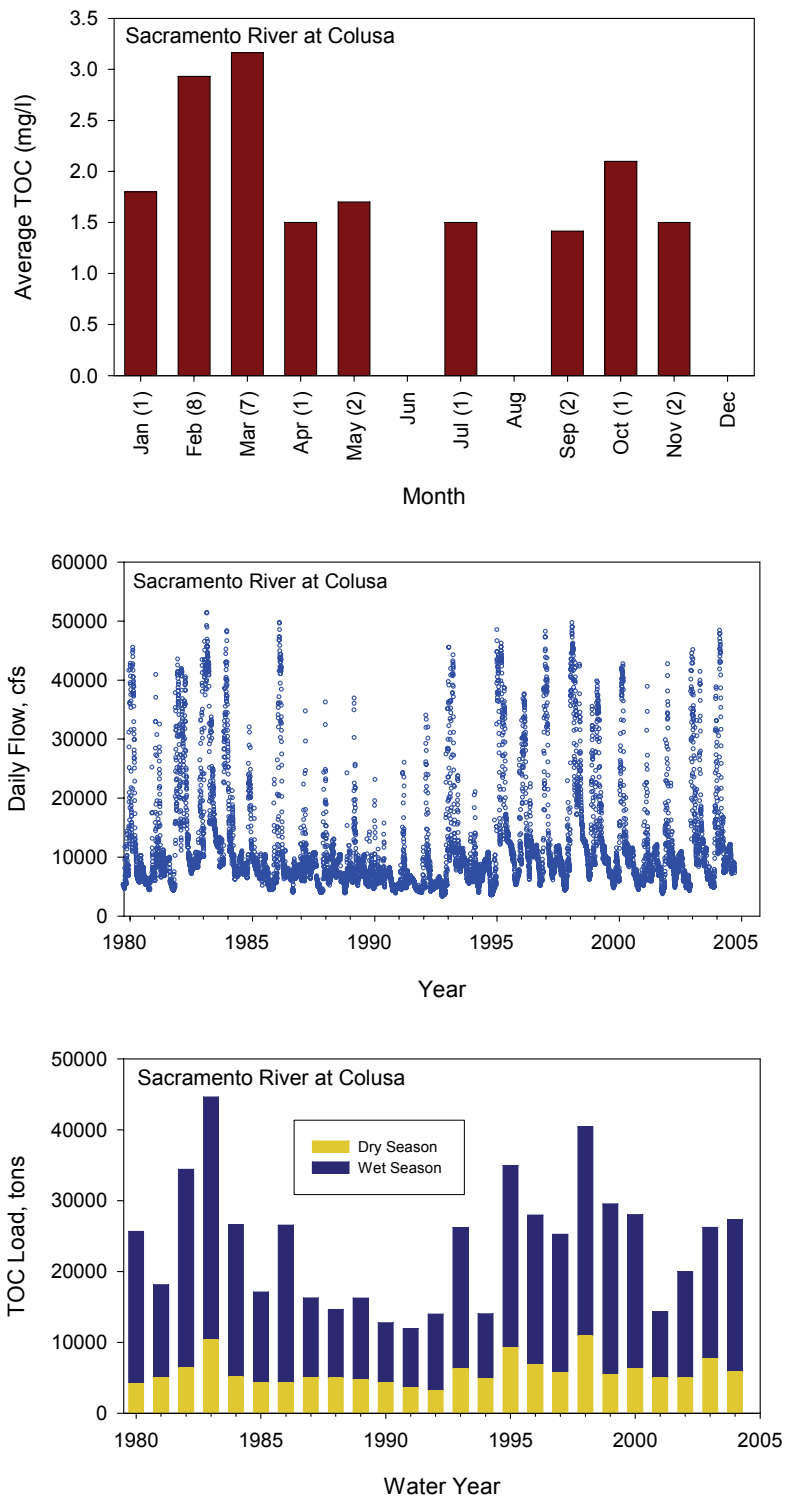 Sacramento River at Colusa
Average TOC (mg/l)
3.5
3.0
2.5
2.0
1.5
1.0
0.5
0.0
Jan (1)
Feb (8)
Mar (7)
Apr (1)
May (2)
Jun
Jul (1)
Aug
Sep (2)
Oct (1)
Nov (2)
Dec
Month
Sacramento River at Colusa
Daily Flow, cfs
60000
50000
40000
30000
20000
10000
0
1980 1985 1990 1995 2000 2005
Year
Sacramento River at Colusa
TOC Load, tons
50000
40000
30000
20000
10000
0
Dry Season
Wet Season
1980 1985 1990 1995 2000 2005
Water Year